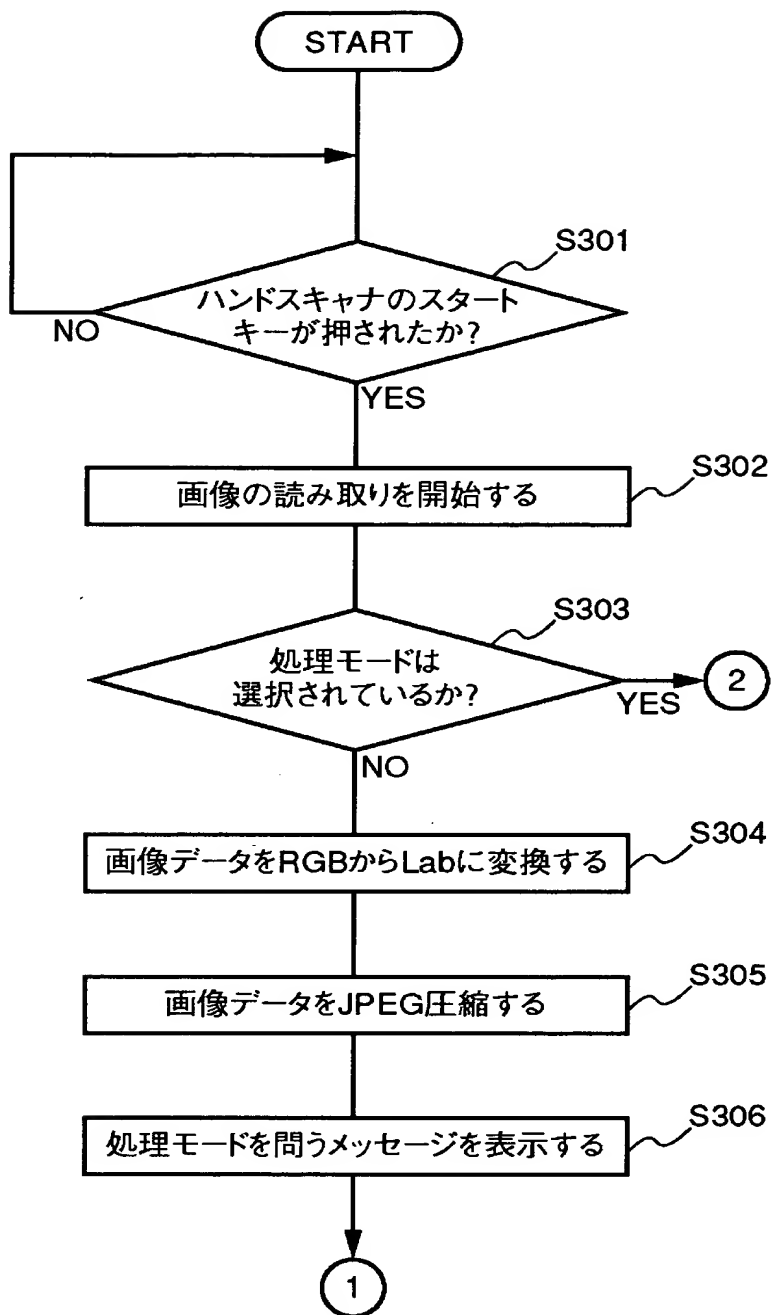 START
S301
ハンドスキャナのスタート
キーが押されたか?
NO
YES
S302
画像の読み取りを開始する
S303
処理モードは
選択されているか?
YES
2
NO
S304
画像データをRGBからLabに変換する
S305
画像データをJPEG圧縮する
S306
処理モードを問うメッセージを表示する
1